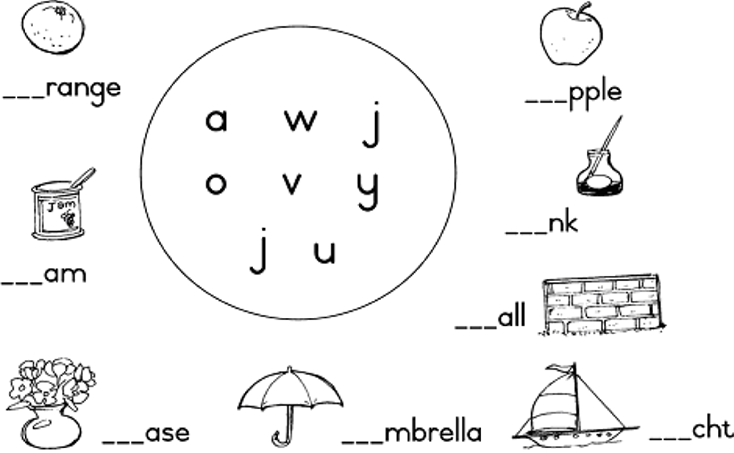 ___range
___pple
a w j
o v y
j u
Jam
___am
___nk
___all
___ase
___mbrella
___cht